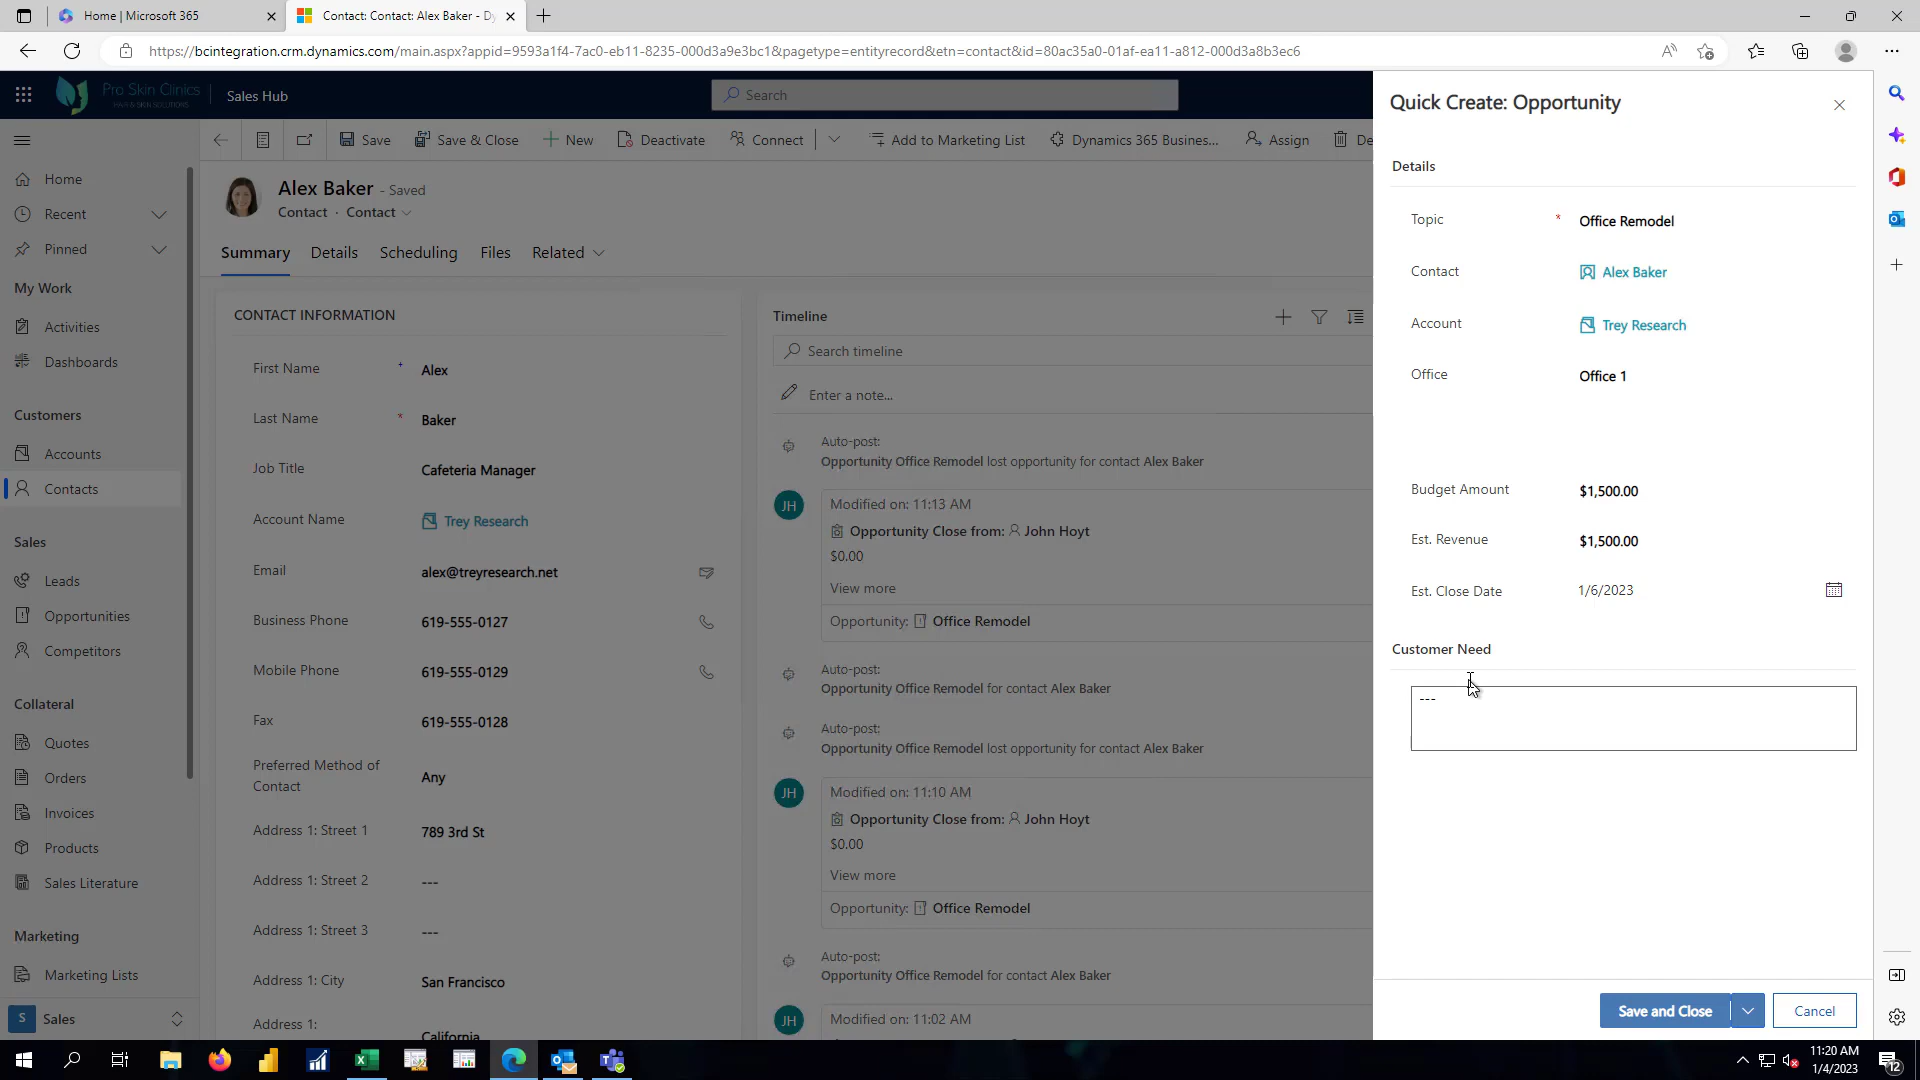 Home | Microsoft 365
Contact: Contact: Alex Baker - Dy
https://bcintegration.crm.dynamics.com/main.aspx?appid=9593a1f4-7ac0-eb11-8235-000d3a9e3bc1&pagetype=entityrecord&etn=contact&id=80ac35a0-01af-ea11-a812-000d3a8b3ec6
Pro Skin Clinics
HAIR & SKIN SOLUTIONS
Sales Hub
Search
Save
Save & Close
New
Deactivate
Connect
Add to Marketing List
Dynamics 365 Busines...
Assign
De
Home
Recent
Pinned
My Work
Activities
Dashboards
Customers
Accounts
Contacts
Sales
Leads
Opportunities
Competitors
Collateral
Quotes
Orders
Invoices
Products
Sales Literature
Marketing
Marketing Lists
S
Sales
Alex Baker - Saved
Contact · Contact
Summary
Details
Scheduling
Files
Related
CONTACT INFORMATION
First Name + Alex
Last Name * Baker
Job Title Cafeteria Manager
Account Name Trey Research
Email alex@treyresearch.net
Business Phone 619-555-0127
Mobile Phone 619-555-0129
Fax 619-555-0128
Preferred Method of
Contact
Any
Address 1: Street 1 789 3rd St
Address 1: Street 2 ---
Address 1: Street 3 ---
Address 1: City San Francisco
Address 1:
California
Timeline
Search timeline
Enter a note...
Auto-post:
Opportunity Office Remodel lost opportunity for contact Alex Baker
JH
Modified on: 11:13 AM
Opportunity Close from: John Hoyt
$0.00
View more
Opportunity: Office Remodel
Auto-post:
Opportunity Office Remodel for contact Alex Baker
Auto-post:
Opportunity Office Remodel lost opportunity for contact Alex Baker
JH
Modified on: 11:10 AM
Opportunity Close from: John Hoyt
$0.00
View more
Opportunity: Office Remodel
Auto-post:
Opportunity Office Remodel for contact Alex Baker
JH
Modified on: 11:02 AM
Quick Create: Opportunity
Details
Topic * Office Remodel
Contact Alex Baker
Account Trey Research
Office Office 1
Budget Amount $1,500.00
Est. Revenue $1,500.00
Est. Close Date 1/6/2023
Customer Need
---
Save and Close
Cancel
11:20 AM
1/4/2023
12